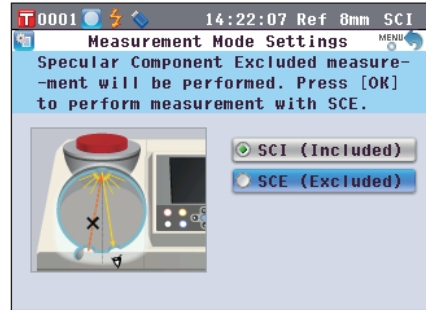 T 0001 14:22:07 Ref 8mm SCI
Measurement Mode Settings MENU
Specular Component Excluded measure-
-ment will be performed. Press [OK]
to perform measurement with SCE.
SCI (Included)
SCE (Excluded)